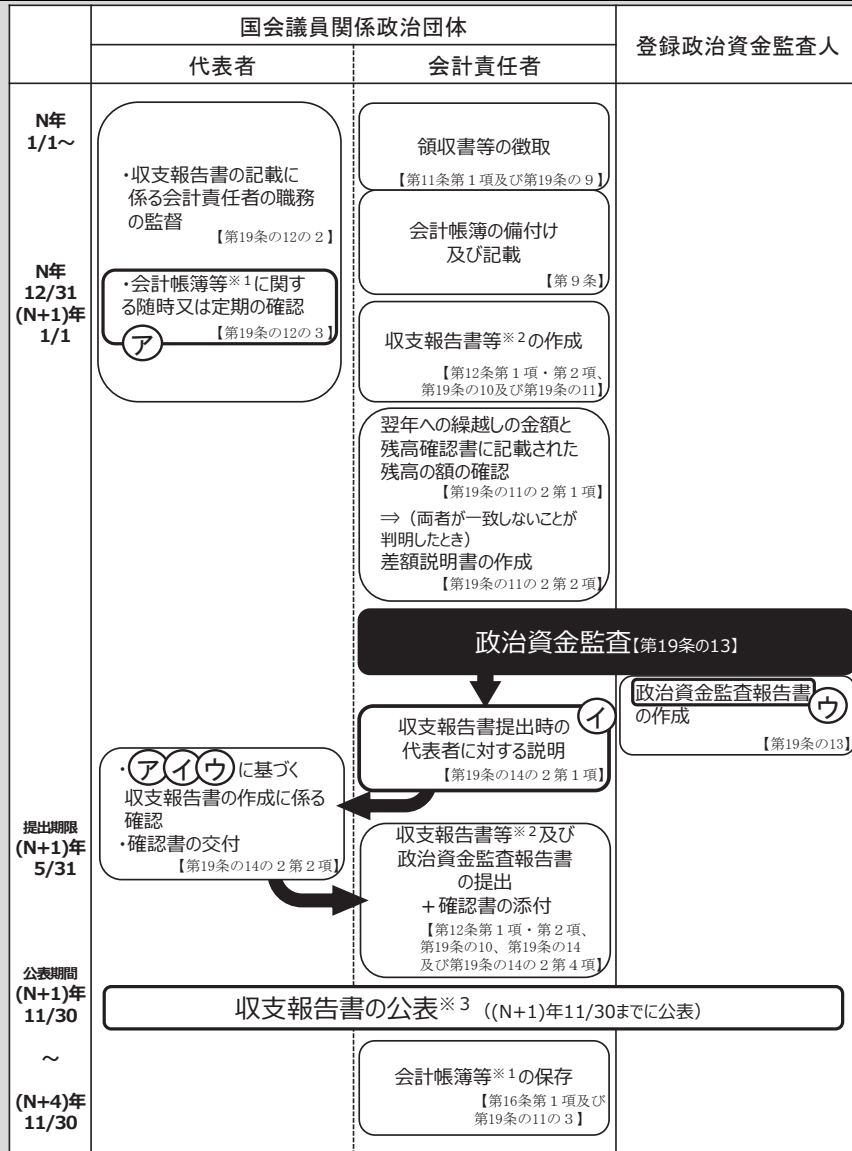 国会議員関係政治団体
登録政治資金監査人
代表者
会計責任者
N年
1/1～
領収書等の徴取
【第11条第１項及び第19条の９】
・収支報告書の記載に
係る会計責任者の職務
の監督
【第19条の12の２】
会計帳簿の備付け
及び記載
【第９条】
N年
12/31
(N+1)年
1/1
・会計帳簿等※1に関す
る随時又は定期の確認
【第19条の12の３】
ア
収支報告書等※2の作成
【第12条第１項・第２項、
第19条の10及び第19条の11】
翌年への繰越しの金額と
残高確認書に記載された
残高の額の確認
【第19条の11の２第１項】
⇒（両者が一致しないことが
判明したとき）
差額説明書の作成
【第19条の11の２第２項】
政治資金監査【第19条の13】
政治資金監査報告書
の作成
ウ
【第19条の13】
イ
収支報告書提出時の
代表者に対する説明
【第19条の14の２第１項】
・アイウに基づく
収支報告書の作成に係る
確認
・確認書の交付
【第19条の14の２第２項】
提出期限
(N+1)年
5/31
収支報告書等※2及び
政治資金監査報告書
の提出
＋確認書の添付
【第12条第１項・第２項、
第19条の10、第19条の14
及び第19条の14の２第４項】
公表期間
(N+1)年
11/30
収支報告書の公表※3（(N+1)年11/30までに公表）
～
(N+4)年
11/30
会計帳簿等※1の保存
【第16条第１項及び
第19条の11の３】